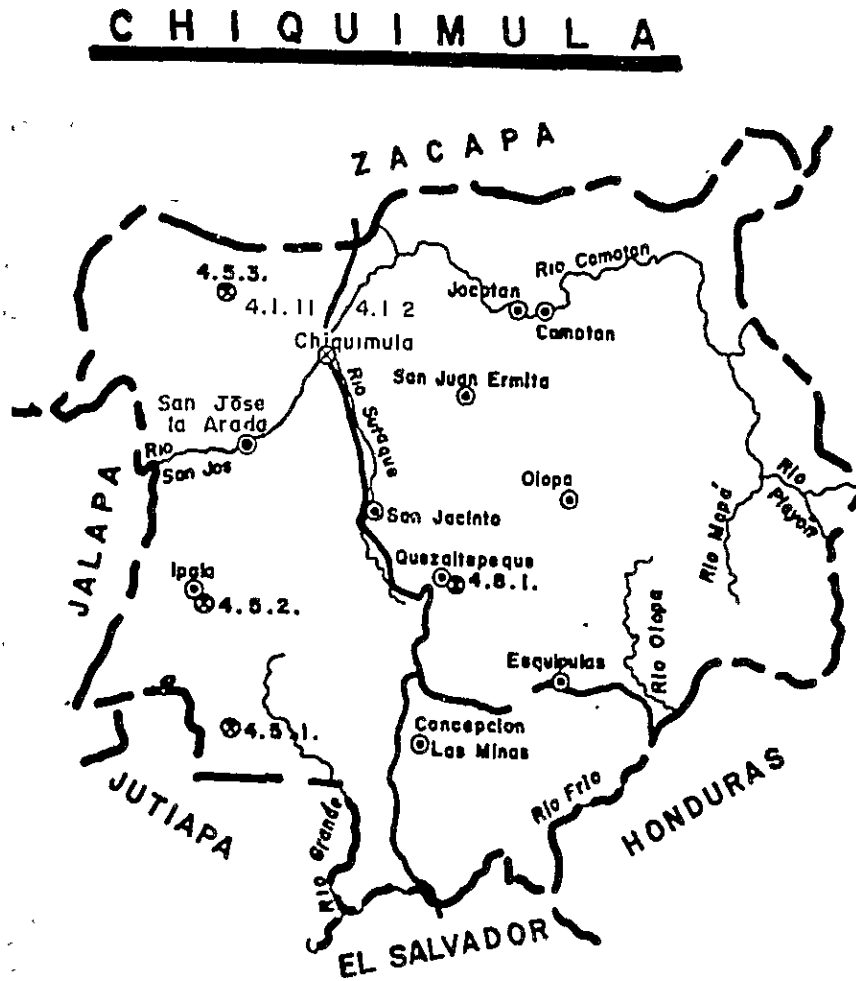 CHIQUIMULA
ZACAPA
4.5.3.
4.1.11
4.1 2
Rio Camotan
Jocotan
Camotan
Chiquimula
San Juan Ermita
Rio Sutaque
San Jōse
la Arada
Rio
San Jos
JALAPA
Olopa
Rio
Playon
Rio Mapá
San Jacinto
Quezaltepeque
4.8.1.
Ipala
4.5.2.
Rio Olopa
Esquipulas
4.5.1.
Concepcion
Las Minas
JUTIAPA
Rio Grande
Rio Frio
HONDURAS
EL SALVADOR